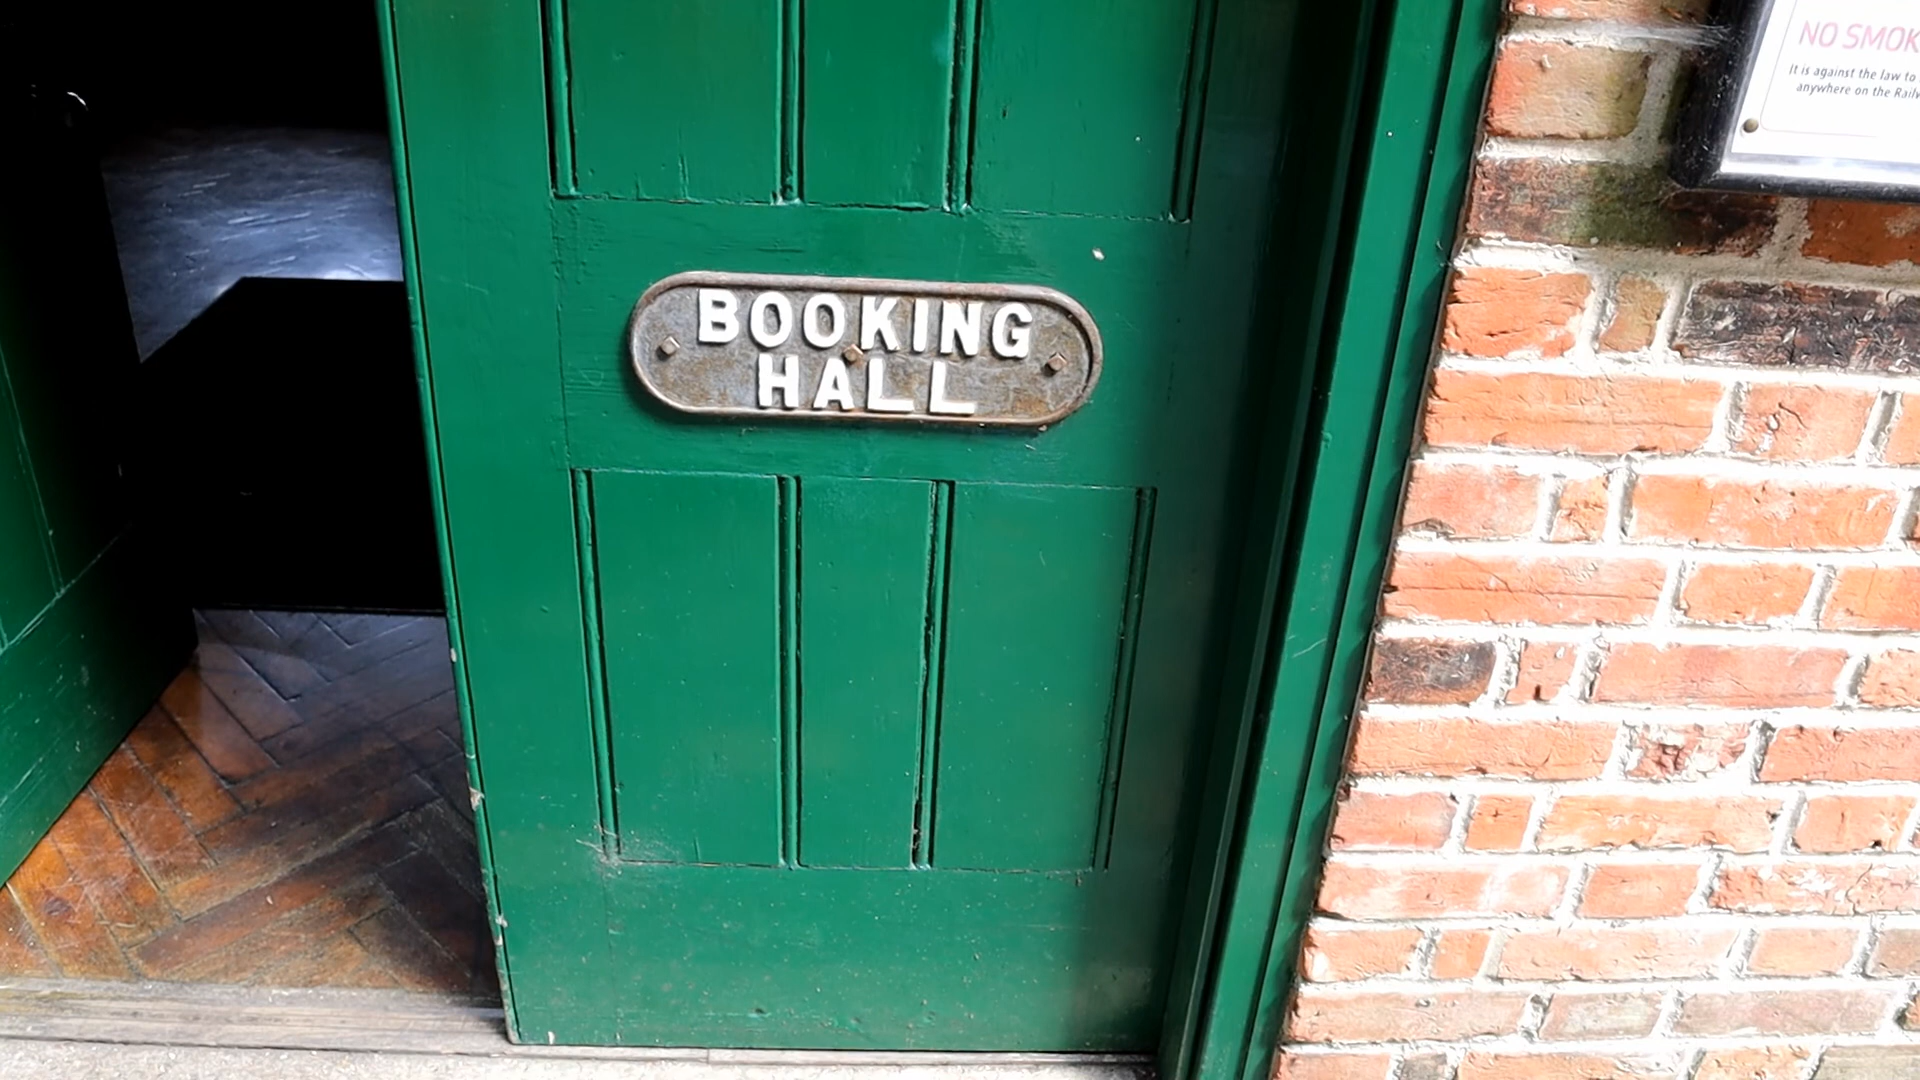 BOOKING
HALL
NO SMOK
It is against the law to
anywhere on the Railw